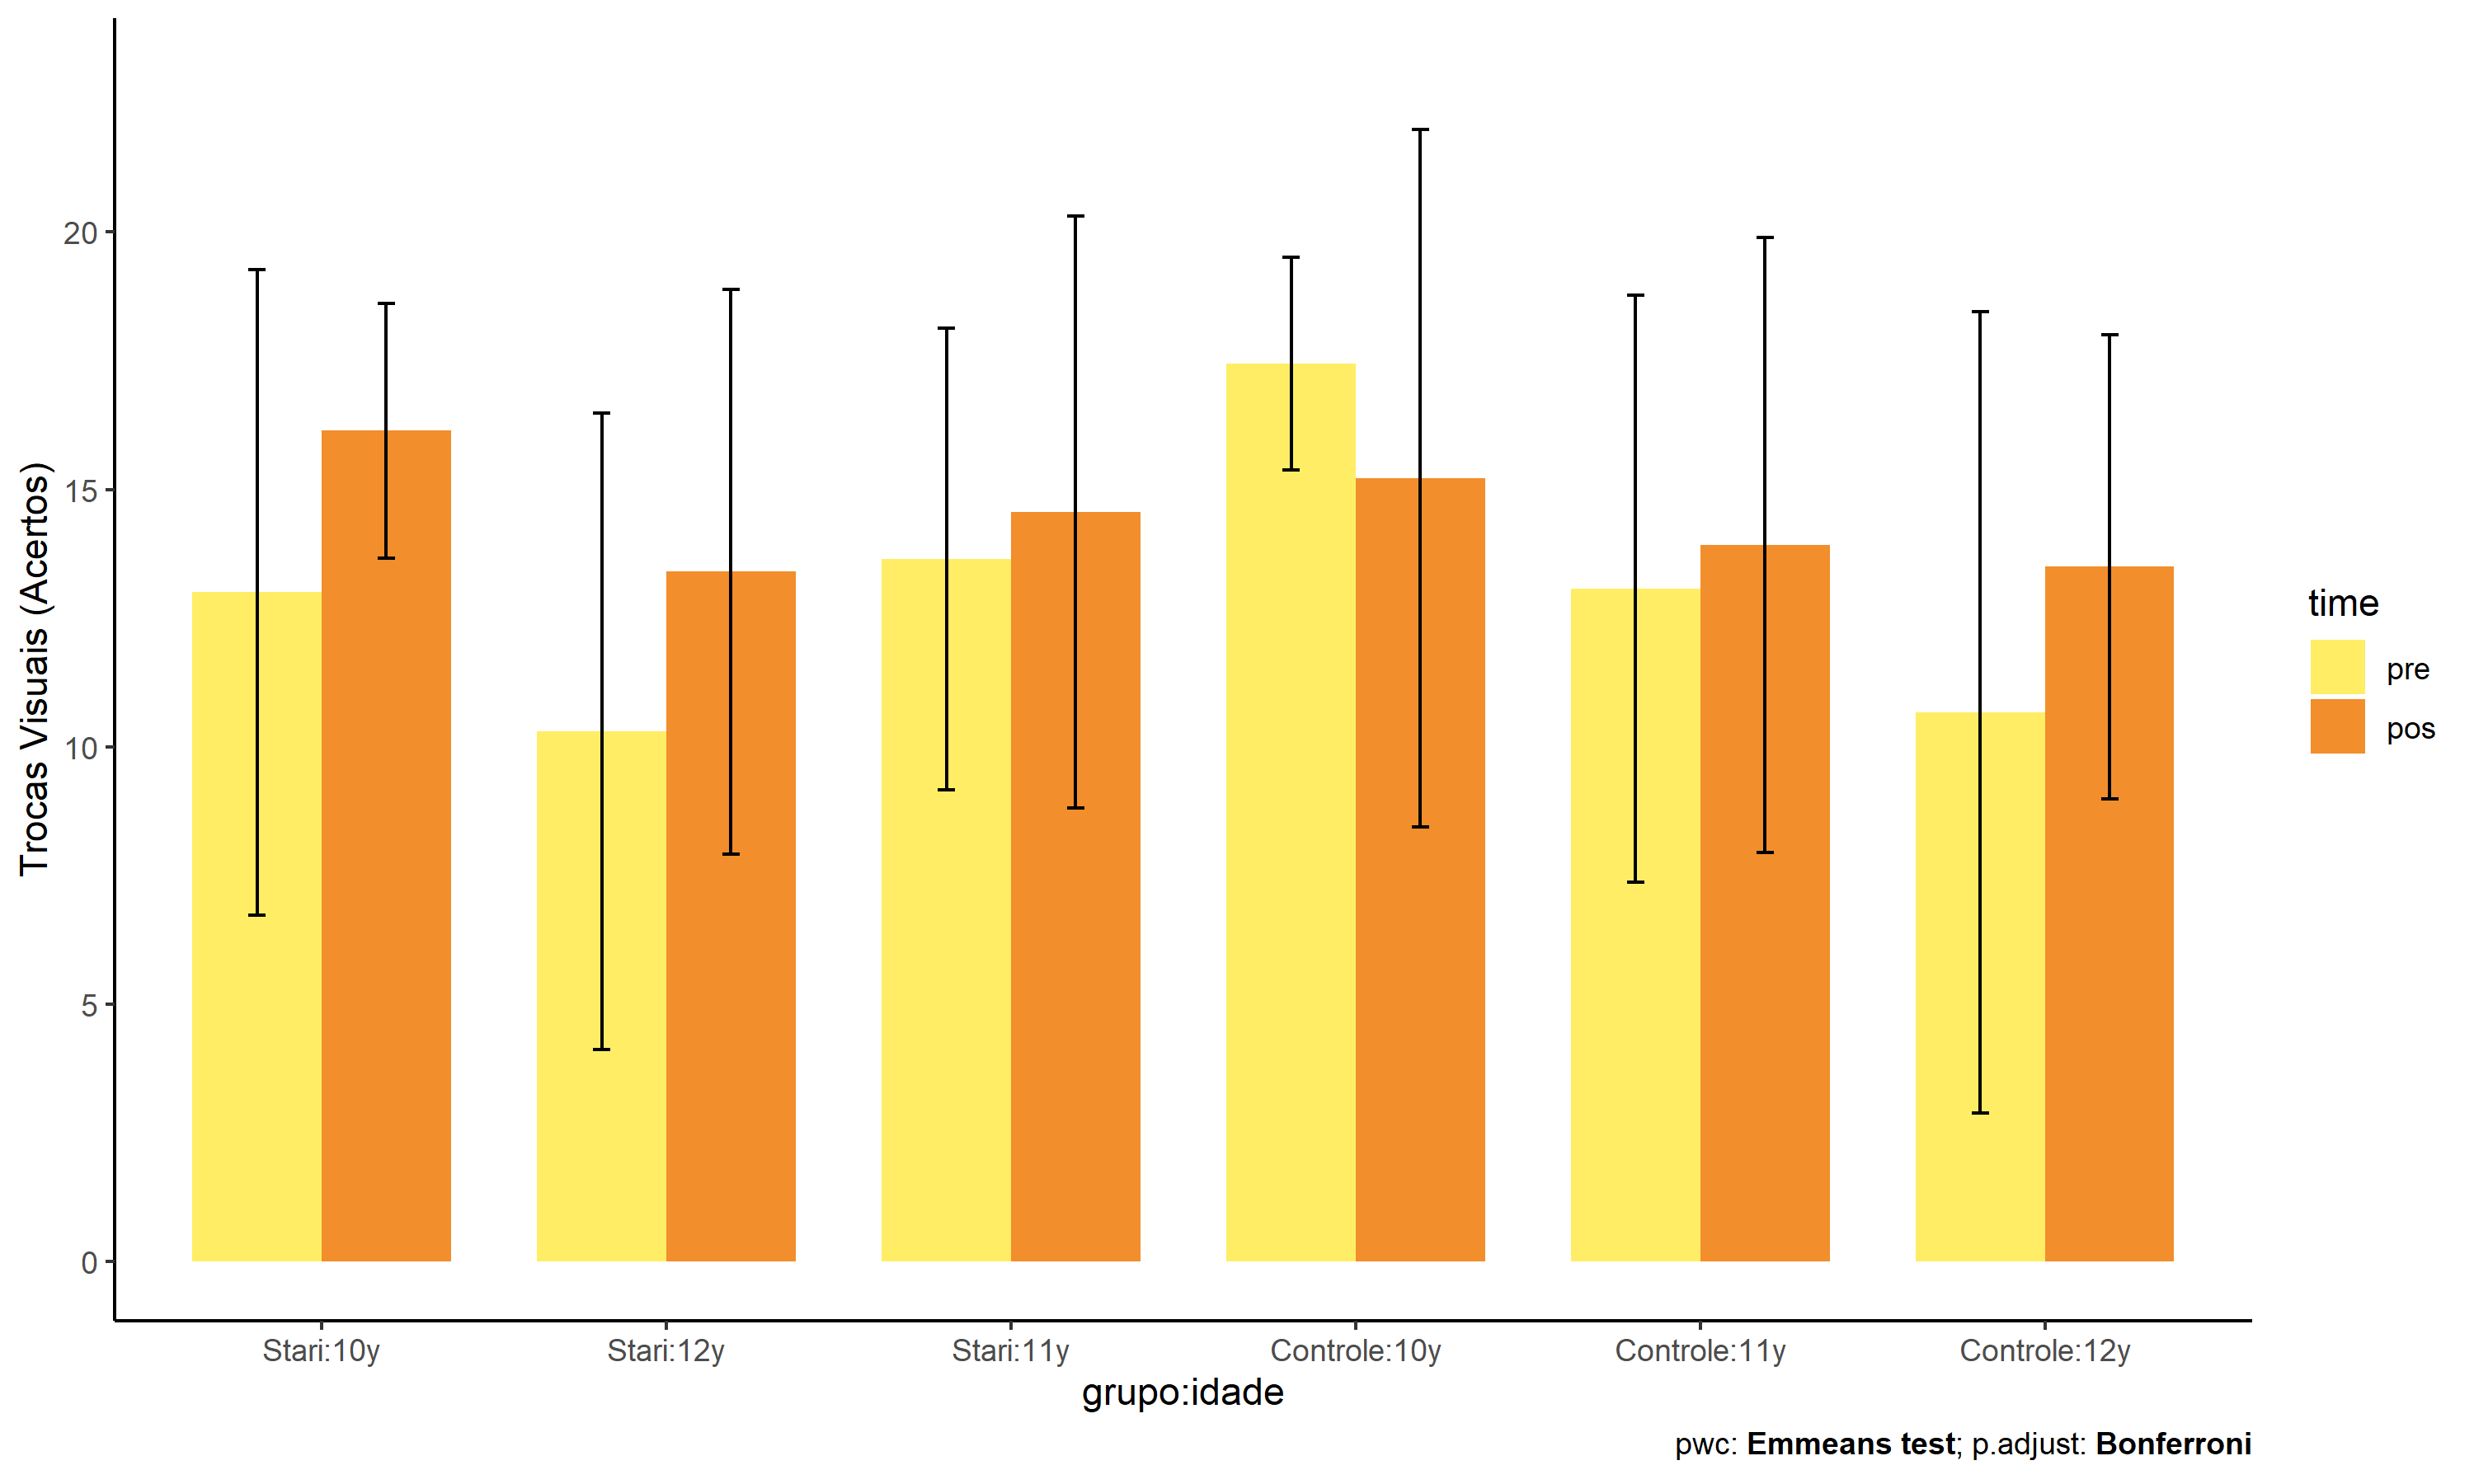 Trocas Visuais (Acertos)
20
15
10
5
0
Stari:10y
Stari:12y
Stari:11y
Controle:10y
Controle:11y
Controle:12y
grupo:idade
time
pre
pos
pwc: Emmeans test; p.adjust: Bonferroni